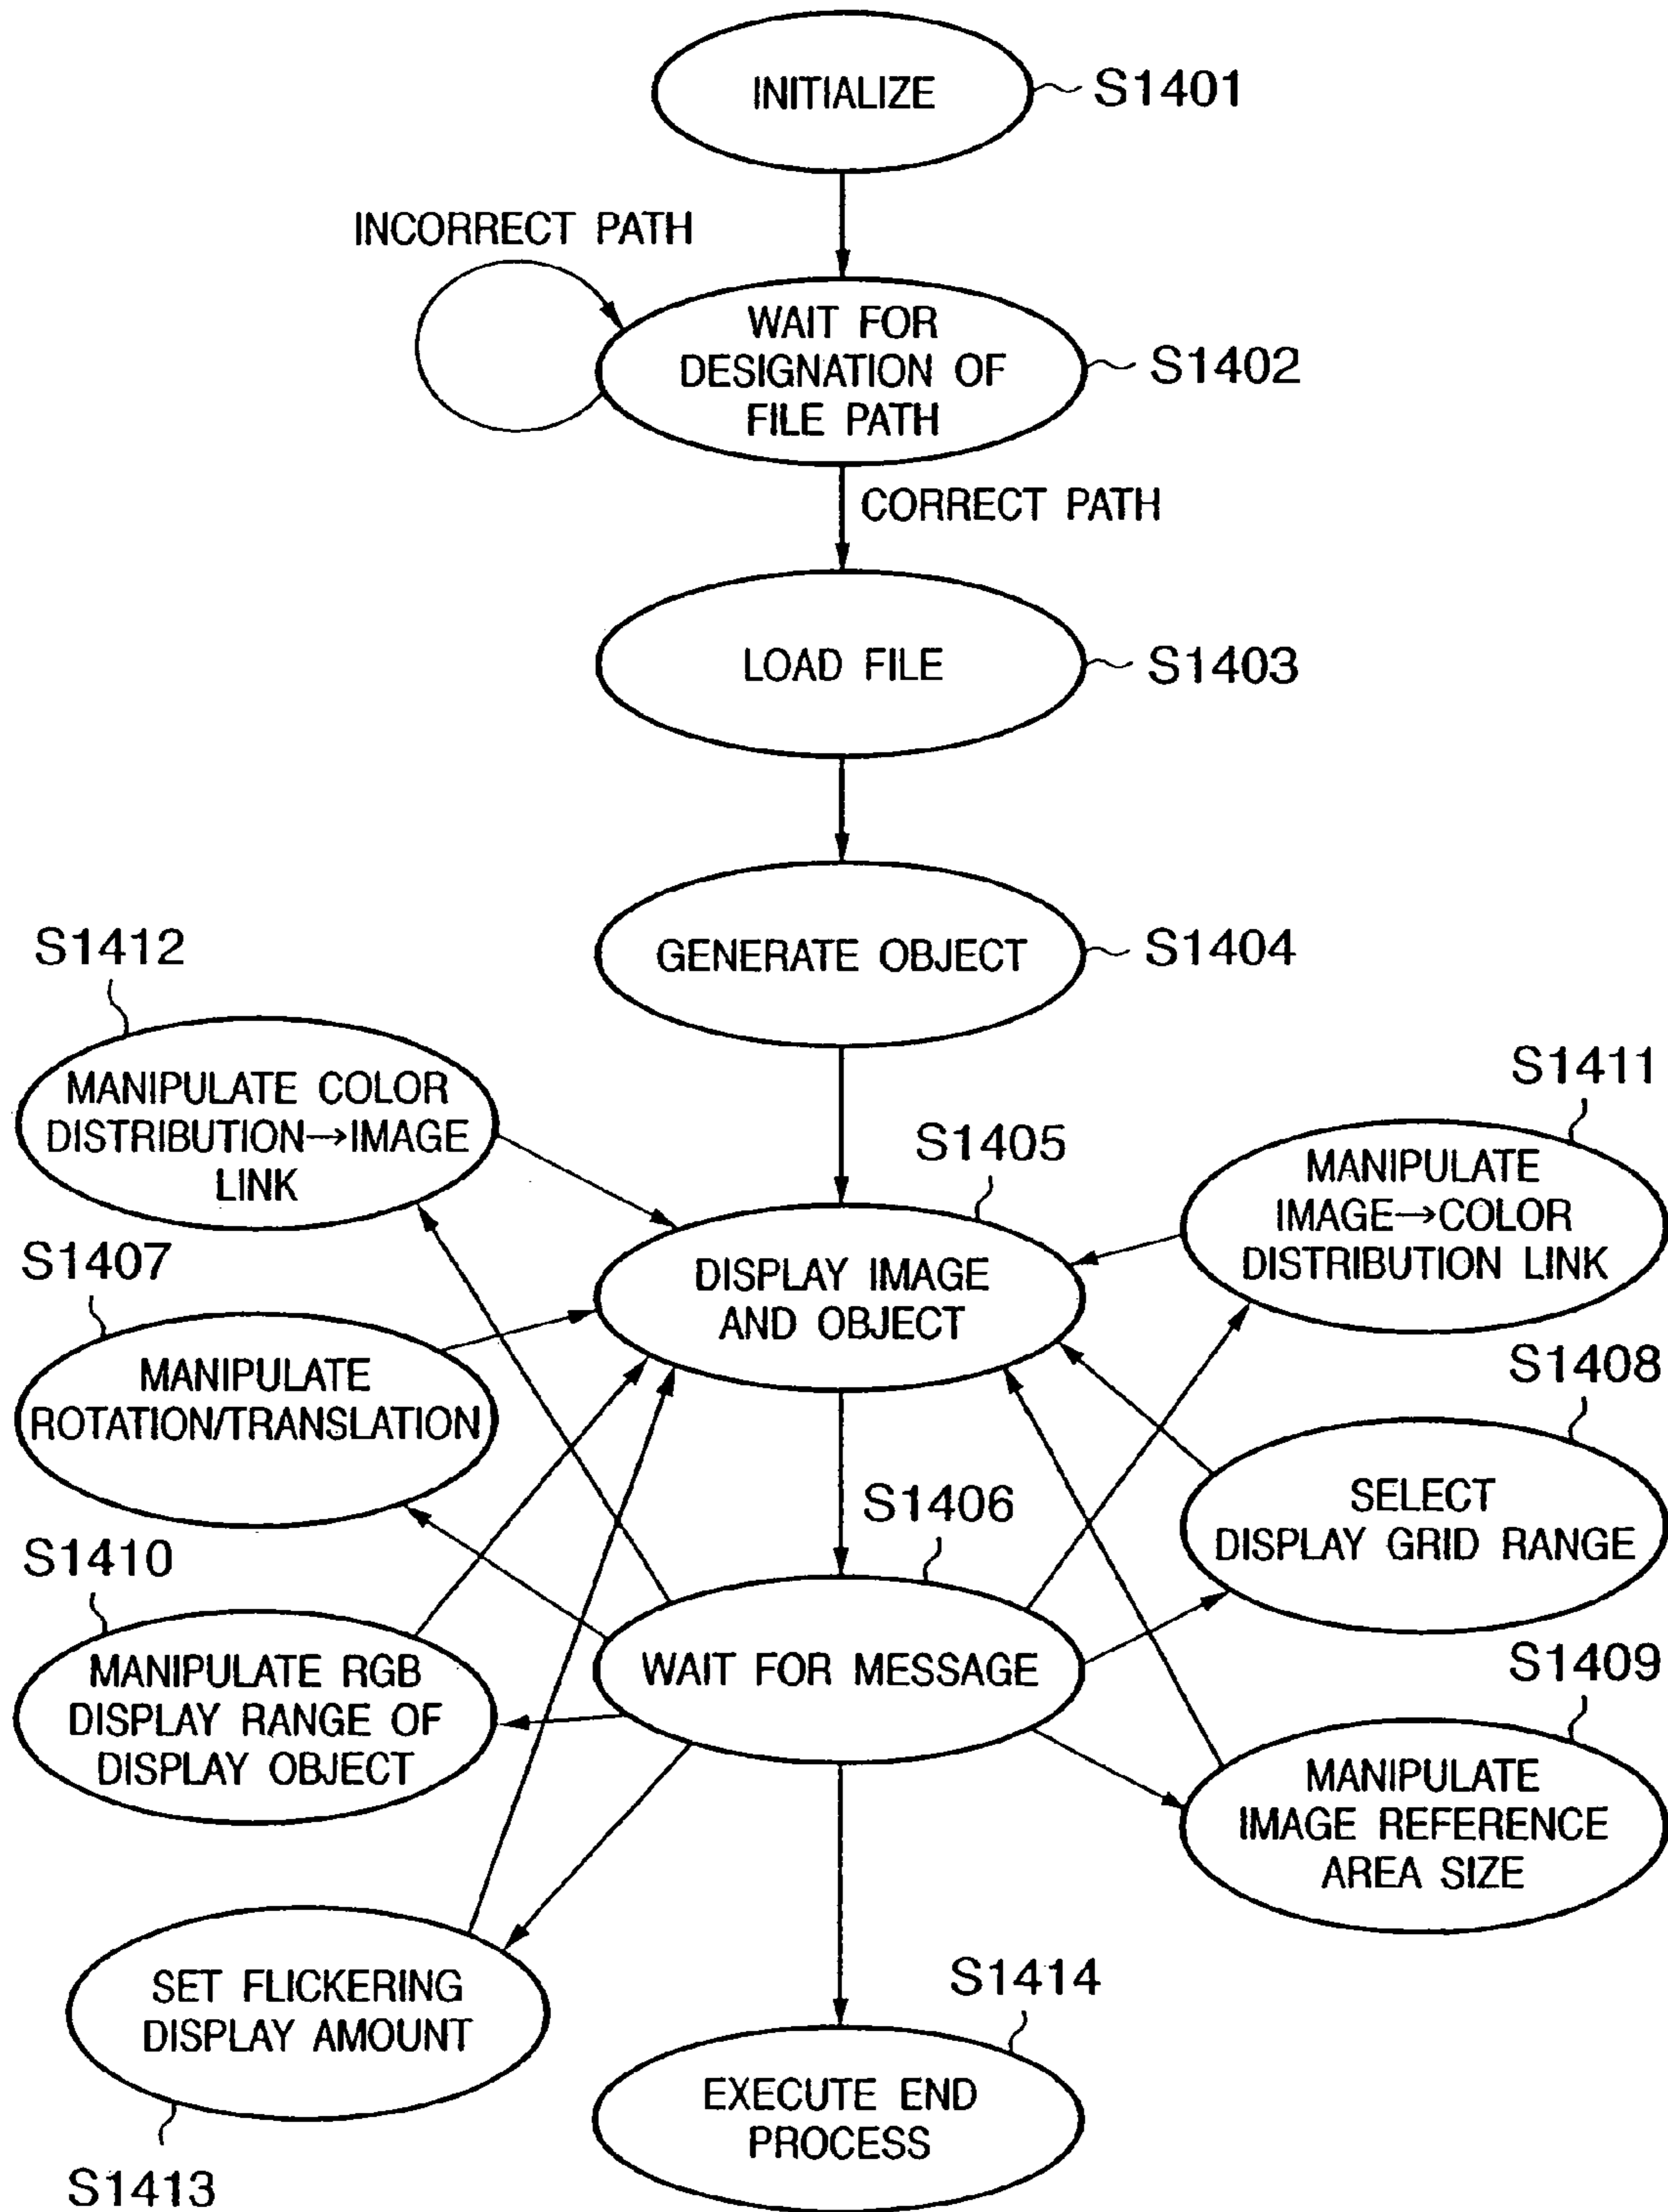 INITIALIZE
S1401
INCORRECT PATH
WAIT FOR
DESIGNATION OF
FILE PATH
S1402
CORRECT PATH
LOAD FILE
S1403
GENERATE OBJECT
S1404
S1412
MANIPULATE COLOR
DISTRIBUTION→IMAGE
LINK
S1411
MANIPULATE
IMAGE→COLOR
DISTRIBUTION LINK
S1405
DISPLAY IMAGE
AND OBJECT
S1407
MANIPULATE
ROTATION/TRANSLATION
S1408
SELECT
DISPLAY GRID RANGE
S1406
WAIT FOR MESSAGE
S1410
MANIPULATE RGB
DISPLAY RANGE OF
DISPLAY OBJECT
S1409
MANIPULATE
IMAGE REFERENCE
AREA SIZE
SET FLICKERING
DISPLAY AMOUNT
S1413
S1414
EXECUTE END
PROCESS